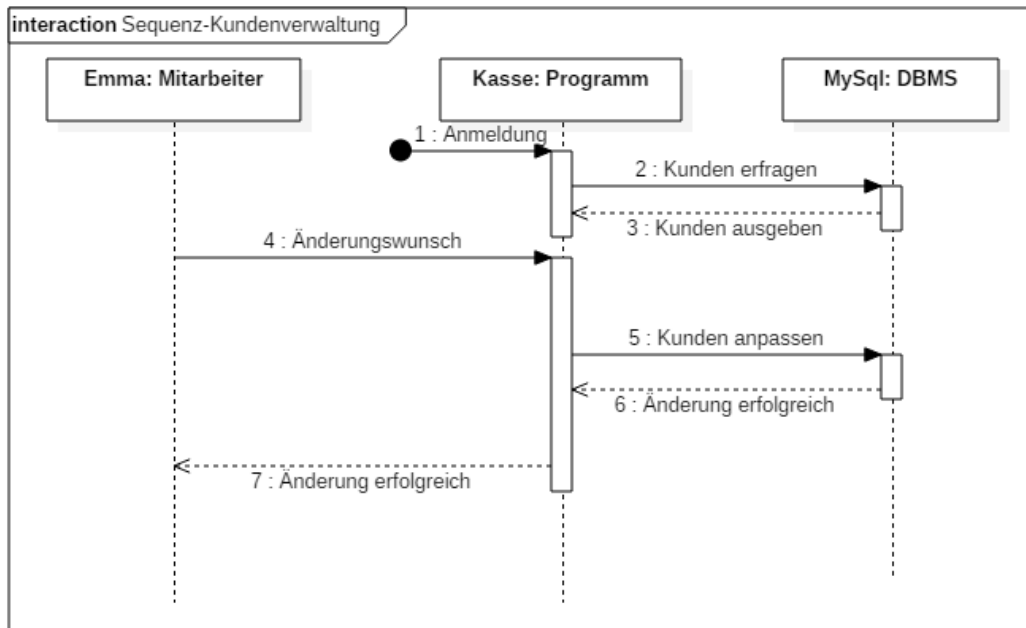 interaction Sequenz-Kundenverwaltung
Emma: Mitarbeiter
Kasse: Programm
MySql: DBMS
1 : Anmeldung
2 : Kunden erfragen
3 : Kunden ausgeben
4 : Änderungswunsch
5 : Kunden anpassen
6 : Änderung erfolgreich
7 : Änderung erfolgreich